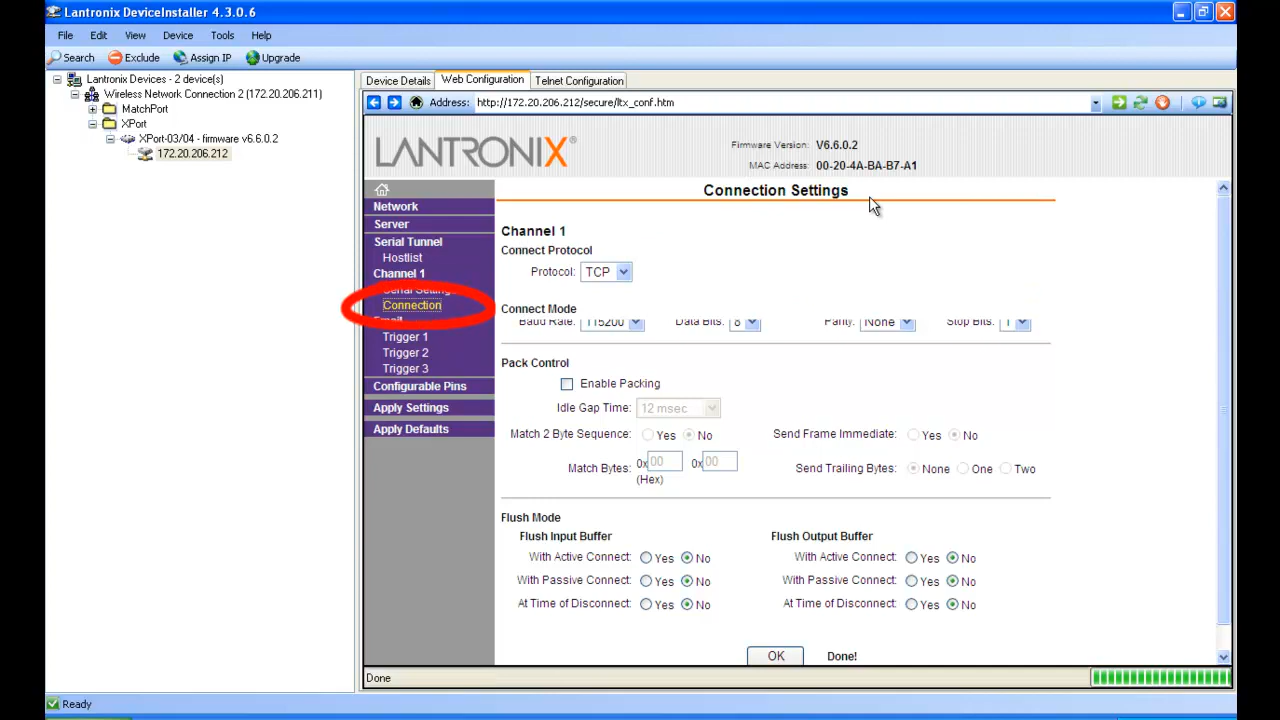 Lantronix DeviceInstaller 4.3.0.6
File Edit View Device Tools Help
Search Exclude Assign IP Upgrade
Lantronix Devices - 2 device(s)
Wireless Network Connection 2 (172.20.206.211)
MatchPort
XPort
XPort-03/04 - firmware v6.6.0.2
172.20.206.212
Device Details Web Configuration Telnet Configuration
Address: http://172.20.206.212/secure/ltx_conf.htm
LANTRONIX®
Firmware Version: V6.6.0.2
MAC Address: 00-20-4A-BA-B7-A1
Network
Server
Serial Tunnel
Hostlist
Channel 1
Serial Settings
Connection
Email
Trigger 1
Trigger 2
Trigger 3
Configurable Pins
Apply Settings
Apply Defaults
Connection Settings
Channel 1
Connect Protocol
Protocol: TCP
Connect Mode
Baud Rate: 115200 Data Bits: 8 Parity: None Stop Bits: 1
Pack Control
Enable Packing
Idle Gap Time: 12 msec
Match 2 Byte Sequence: Yes No Send Frame Immediate: Yes No
Match Bytes: 0x 00 0x 00 Send Trailing Bytes: None One Two
(Hex)
Flush Mode
Flush Input Buffer Flush Output Buffer
With Active Connect: Yes No With Active Connect: Yes No
With Passive Connect: Yes No With Passive Connect: Yes No
At Time of Disconnect: Yes No At Time of Disconnect: Yes No
OK Done!
Done
Ready